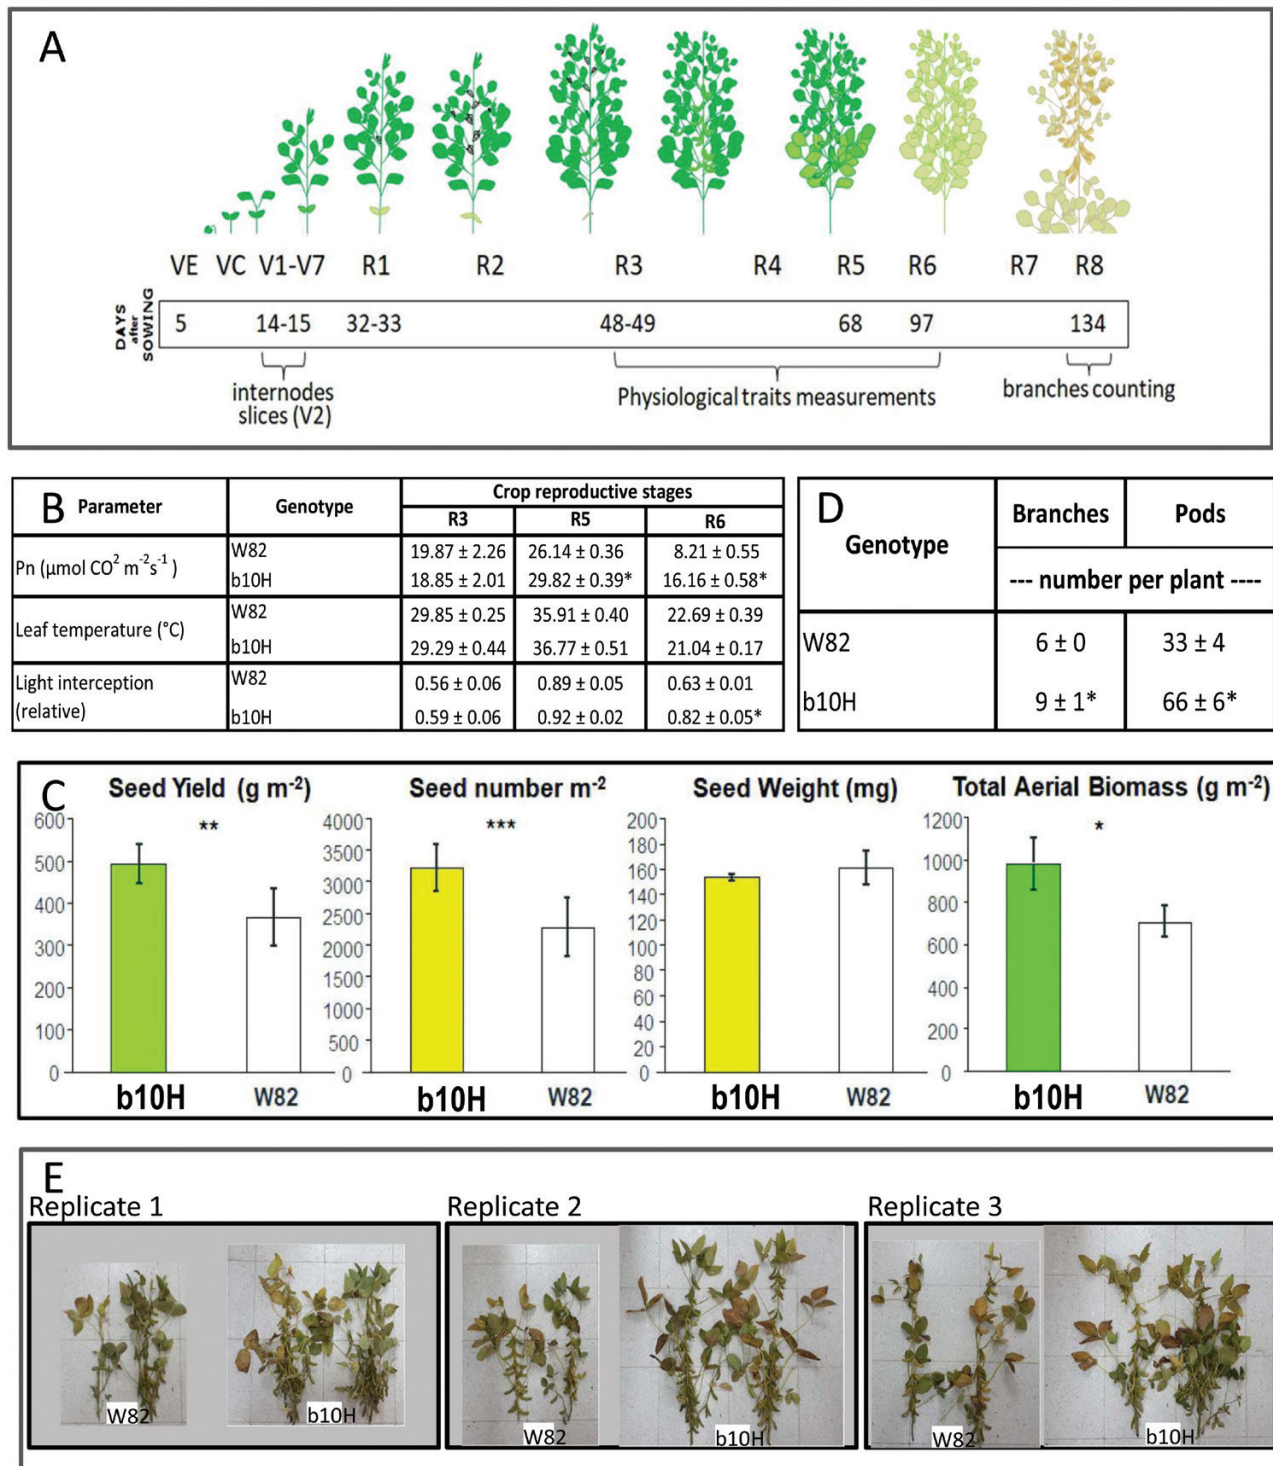 A
VE VC V1-V7 R1 R2 R3 R4 R5 R6 R7 R8
DAYS
after
SOWING
5 14-15 32-33 48-49 68 97 134
internodes
slices (V2)
Physiological traits measurements
branches counting
B
Parameter Genotype Crop reproductive stages
R3 R5 R6
Pn (µmol CO² m⁻²s⁻¹ )
W82 19.87 ± 2.26 26.14 ± 0.36 8.21 ± 0.55
b10H 18.85 ± 2.01 29.82 ± 0.39* 16.16 ± 0.58*
Leaf temperature (°C)
W82 29.85 ± 0.25 35.91 ± 0.40 22.69 ± 0.39
b10H 29.29 ± 0.44 36.77 ± 0.51 21.04 ± 0.17
Light interception
(relative)
W82 0.56 ± 0.06 0.89 ± 0.05 0.63 ± 0.01
b10H 0.59 ± 0.06 0.92 ± 0.02 0.82 ± 0.05*
D
Genotype Branches Pods
--- number per plant ----
W82 6 ± 0 33 ± 4
b10H 9 ± 1* 66 ± 6*
C
Seed Yield (g m⁻²)
600
500
400
300
200
100
0
**
b10H W82
Seed number m⁻²
4000
3500
3000
2500
2000
1500
1000
500
0
***
b10H W82
Seed Weight (mg)
200
180
160
140
120
100
80
60
40
20
0
b10H W82
Total Aerial Biomass (g m⁻²)
1200
1000
800
600
400
200
0
*
b10H W82
E
Replicate 1
W82 b10H
Replicate 2
W82 b10H
Replicate 3
W82 b10H